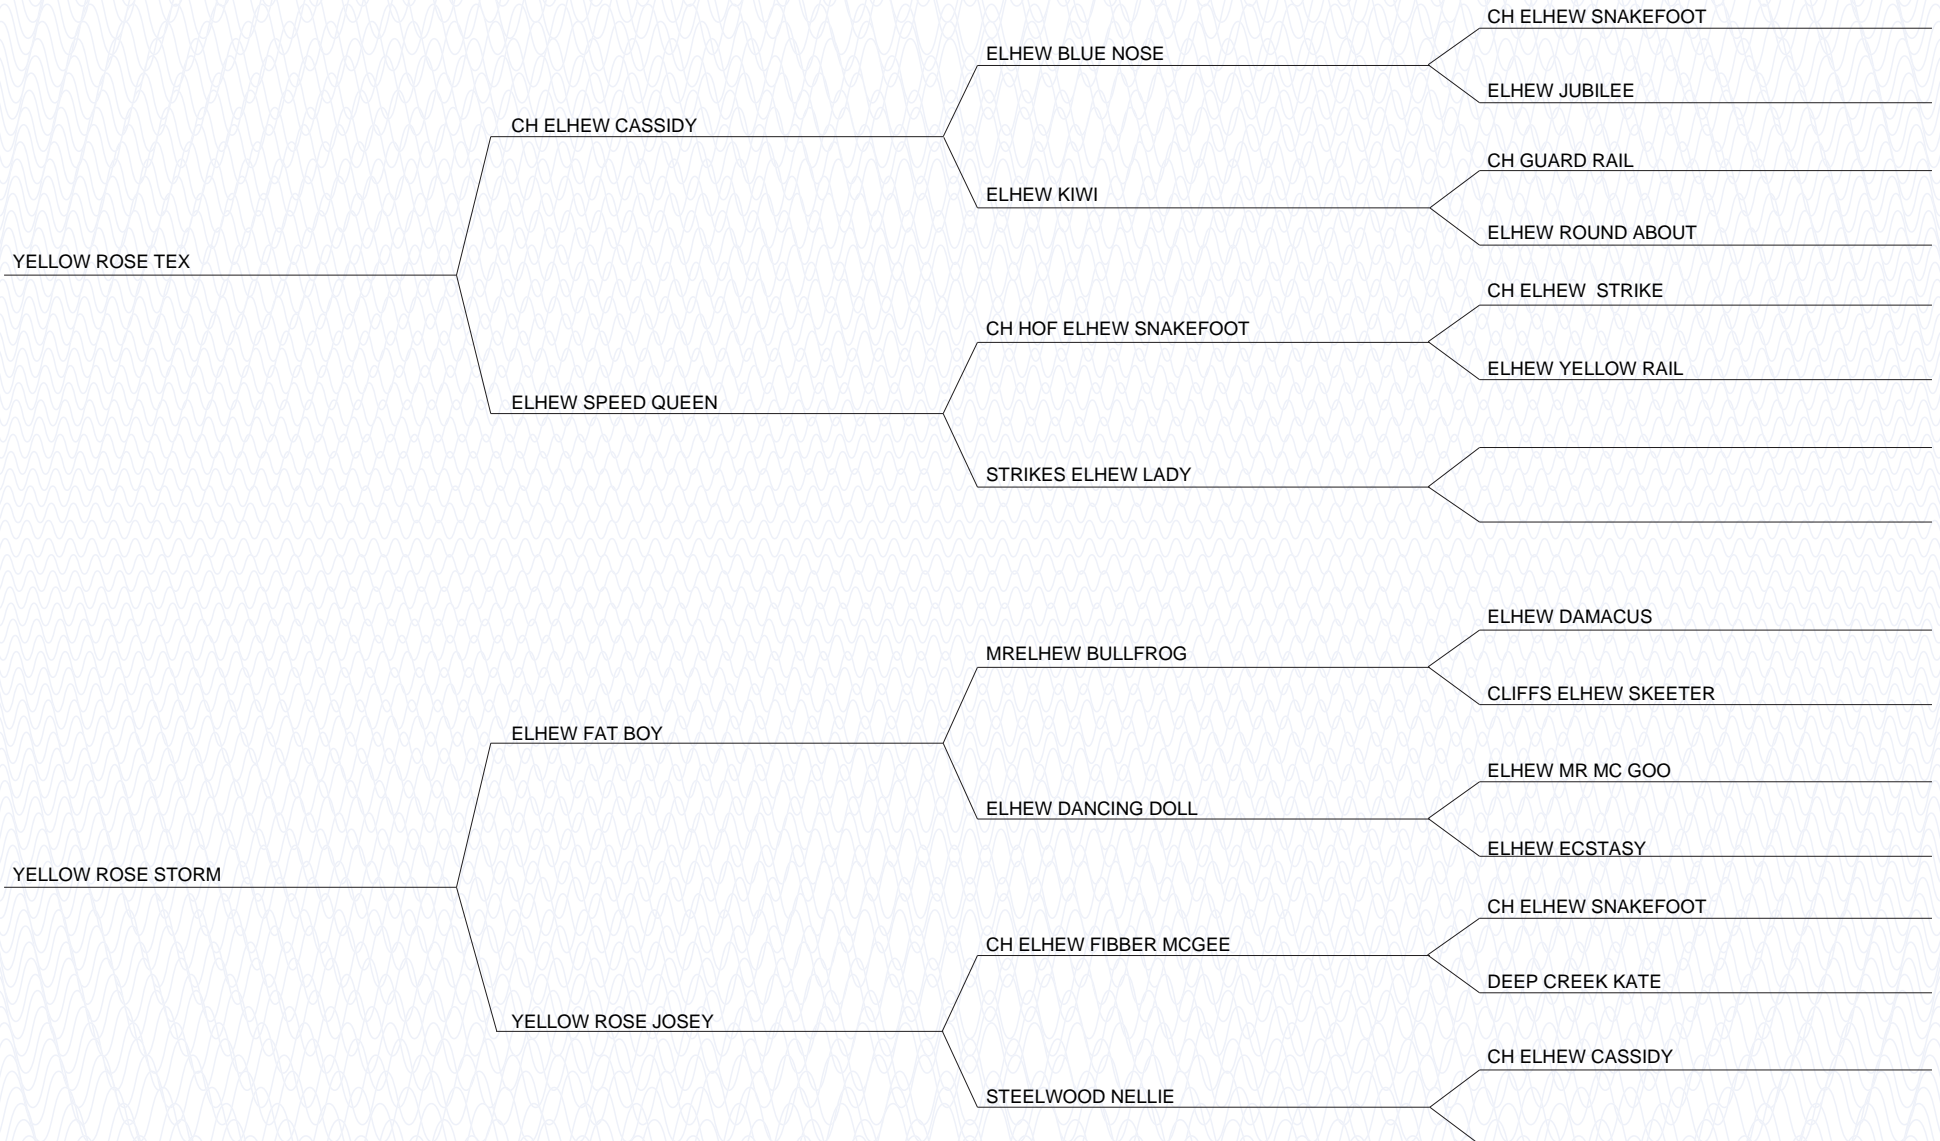 CH ELHEW SNAKEFOOT
ELHEW BLUE NOSE
ELHEW JUBILEE
CH ELHEW CASSIDY
CH GUARD RAIL
ELHEW KIWI
ELHEW ROUND ABOUT
YELLOW ROSE TEX
CH ELHEW  STRIKE
CH HOF ELHEW SNAKEFOOT
ELHEW YELLOW RAIL
ELHEW SPEED QUEEN
STRIKES ELHEW LADY
ELHEW DAMACUS
MRELHEW BULLFROG
CLIFFS ELHEW SKEETER
ELHEW FAT BOY
ELHEW MR MC GOO
ELHEW DANCING DOLL
ELHEW ECSTASY
YELLOW ROSE STORM
CH ELHEW SNAKEFOOT
CH ELHEW FIBBER MCGEE
DEEP CREEK KATE
YELLOW ROSE JOSEY
CH ELHEW CASSIDY
STEELWOOD NELLIE